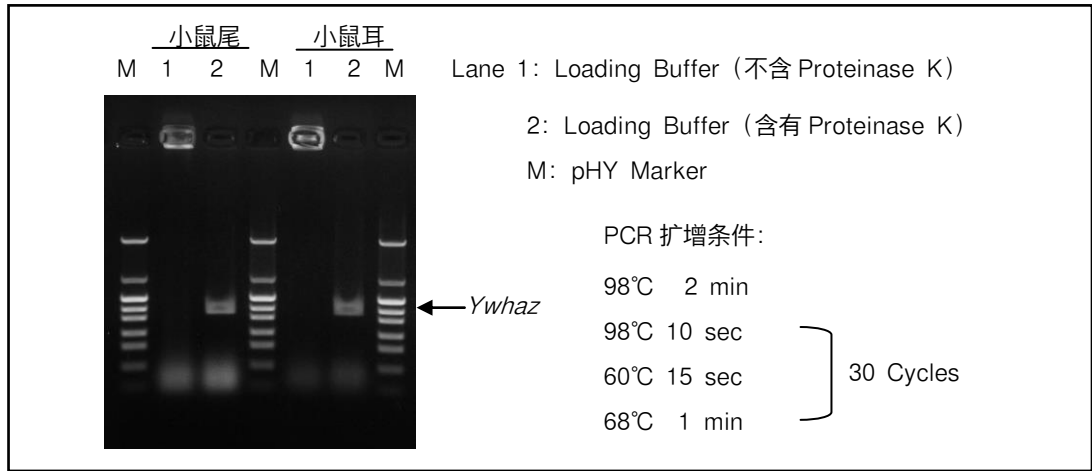 小鼠尾 小鼠耳
M 1 2 M 1 2 M
Lane 1: Loading Buffer（不含 Proteinase K）
2: Loading Buffer（含有 Proteinase K）
M: pHY Marker
PCR 扩增条件:
98℃ 2 min
Ywhaz
98℃ 10 sec
60℃ 15 sec
30 Cycles
68℃ 1 min